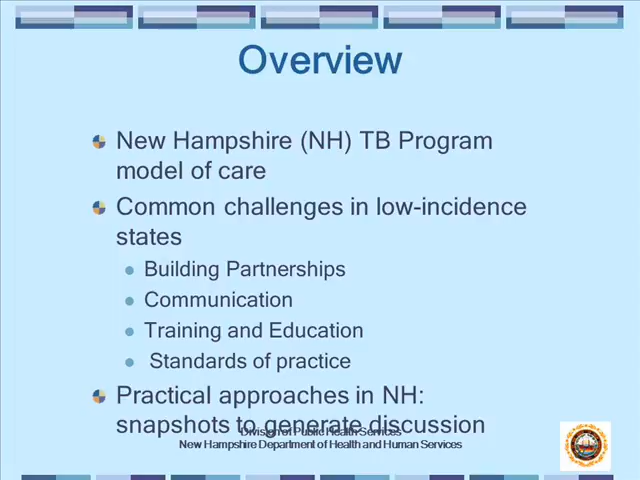 Overview
New Hampshire (NH) TB Program
model of care
Common challenges in low-incidence
states
Building Partnerships
Communication
Training and Education
Standards of practice
Practical approaches in NH:
snapshots to generate discussion
Division of Public Health Services
New Hampshire Department of Health and Human Services